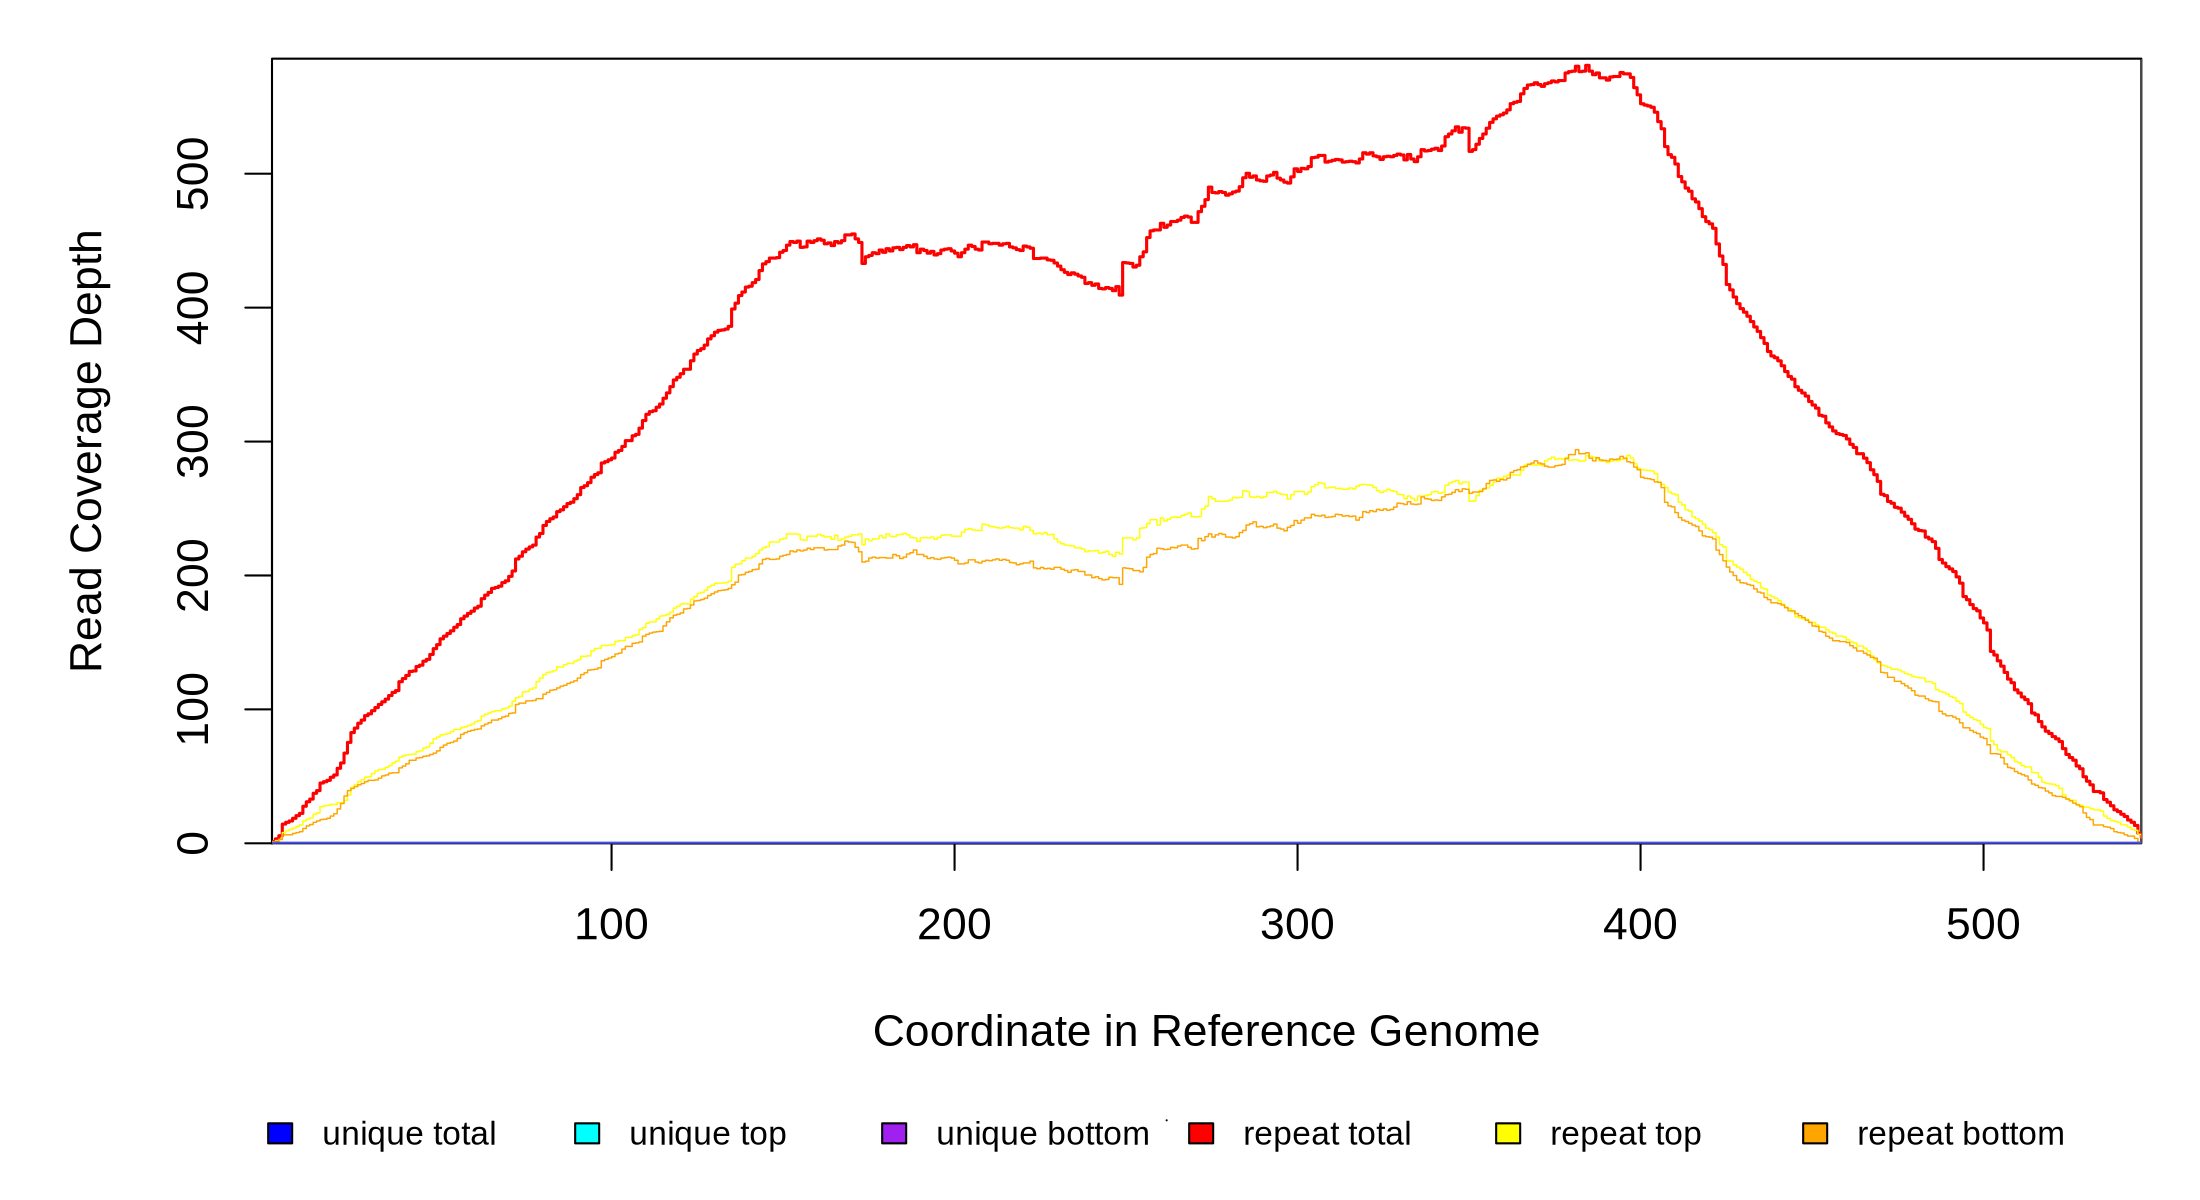 Read Coverage Depth
500
400
300
200
100
0
100 200 300 400 500
Coordinate in Reference Genome
unique total unique top unique bottom repeat total repeat top repeat bottom